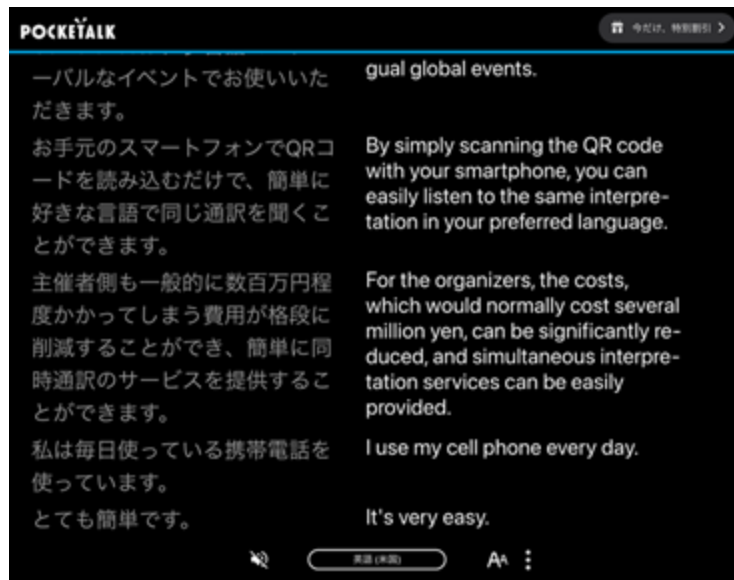 POCKETALK
今だけ、特別割引
ーバルなイベントでお使いいた
だきます。
gual global events.
お手元のスマートフォンでQRコ
ードを読み込むだけで、簡単に
好きな言語で同じ通訳を聞くこ
とができます。
By simply scanning the QR code
with your smartphone, you can
easily listen to the same interpre-
tation in your preferred language.
主催者側も一般的に数百万円程
度かかってしまう費用が格段に
削減することができ、簡単に同
時通訳のサービスを提供するこ
とができます。
For the organizers, the costs,
which would normally cost several
million yen, can be significantly re-
duced, and simultaneous interpre-
tation services can be easily
provided.
私は毎日使っている携帯電話を
使っています。
I use my cell phone every day.
とても簡単です。
It's very easy.
英語 (米国)
AA